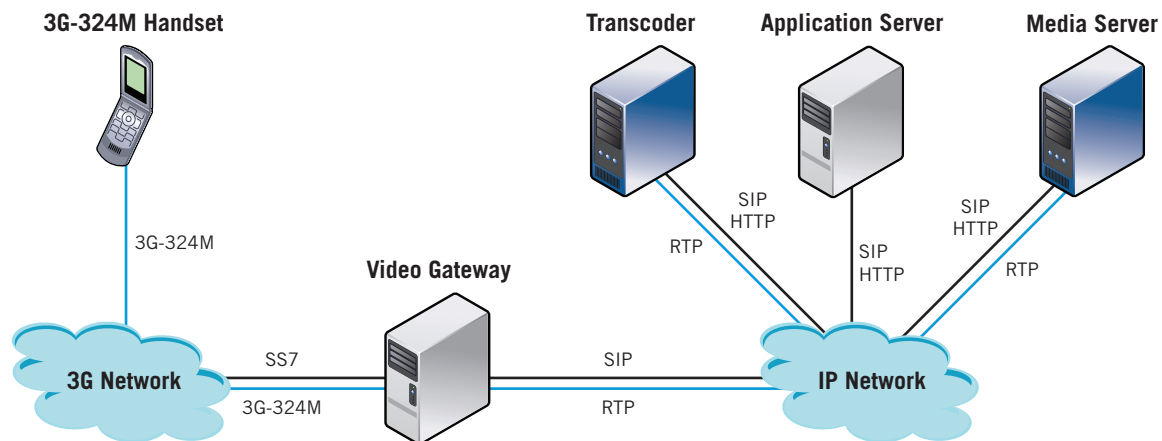 3G-324M Handset
Transcoder
Application Server
Media Server
SIP
HTTP
RTP
SIP
HTTP
SIP
HTTP
RTP
3G-324M
Video Gateway
3G Network
SS7
3G-324M
SIP
RTP
IP Network